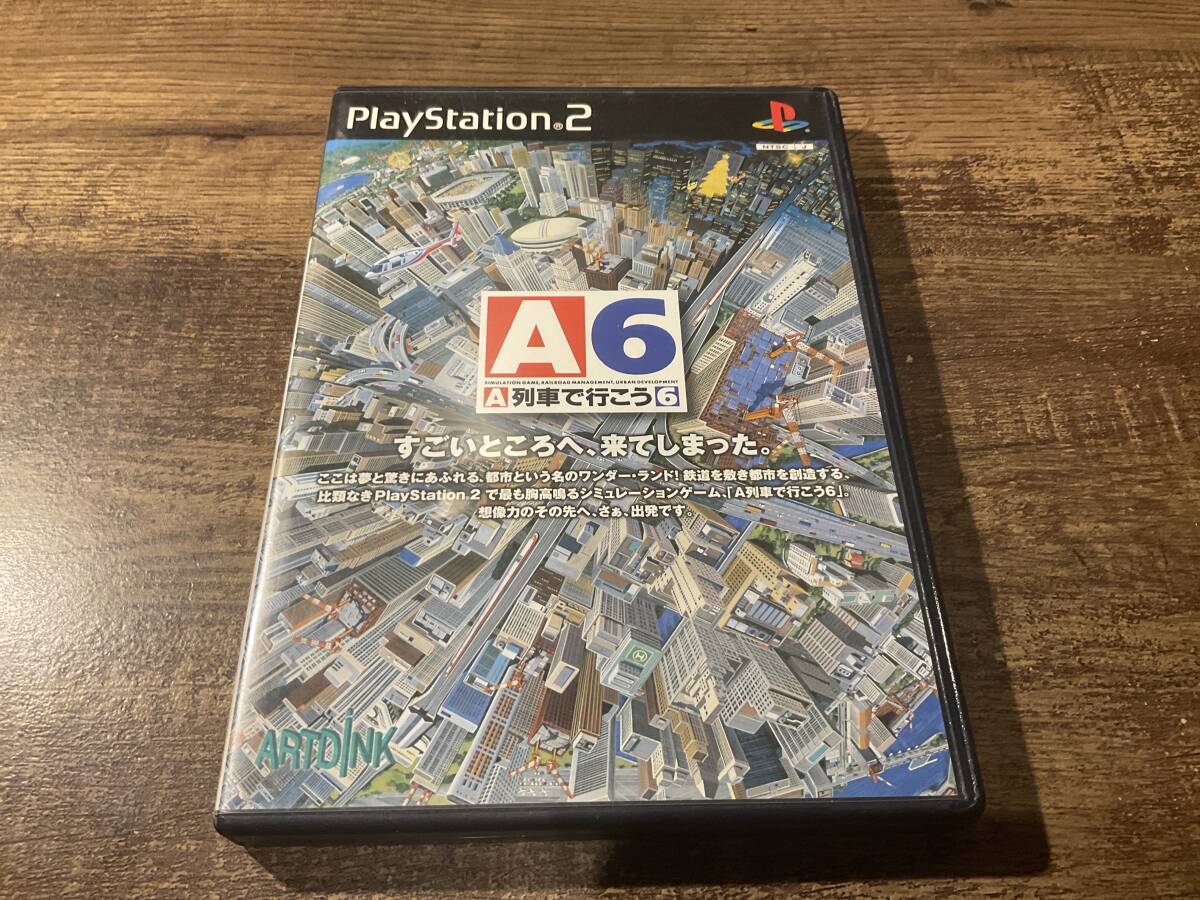 PlayStation®2
NTSC J
A6
SIMULATION GAME, RAILROAD MANAGEMENT, URBAN DEVELOPMENT
A列車で行こう6
すごいところへ、来てしまった。
ここは夢と驚きにあふれる、都市という名のワンダー・ランド! 鉄道を敷き都市を創造する、
比類なきPlayStation 2 で最も胸高鳴るシミュレーションゲーム、「A列車で行こう6」。
想像力のその先へ、さぁ、出発です。
H
ARTDINK